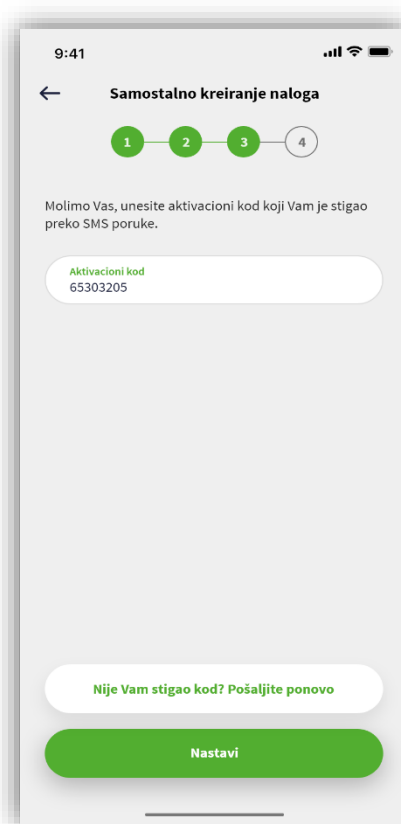 9:41
Samostalno kreiranje naloga
1 2 3 4
Molimo Vas, unesite aktivacioni kod koji Vam je stigao
preko SMS poruke.
Aktivacioni kod
65303205
Nije Vam stigao kod? Pošaljite ponovo
Nastavi